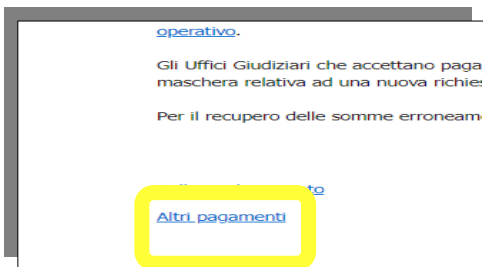 operativo.
Gli Uffici Giudiziari che accettano paga
maschera relativa ad una nuova richies
Per il recupero delle somme erroneam
to
Altri pagamenti